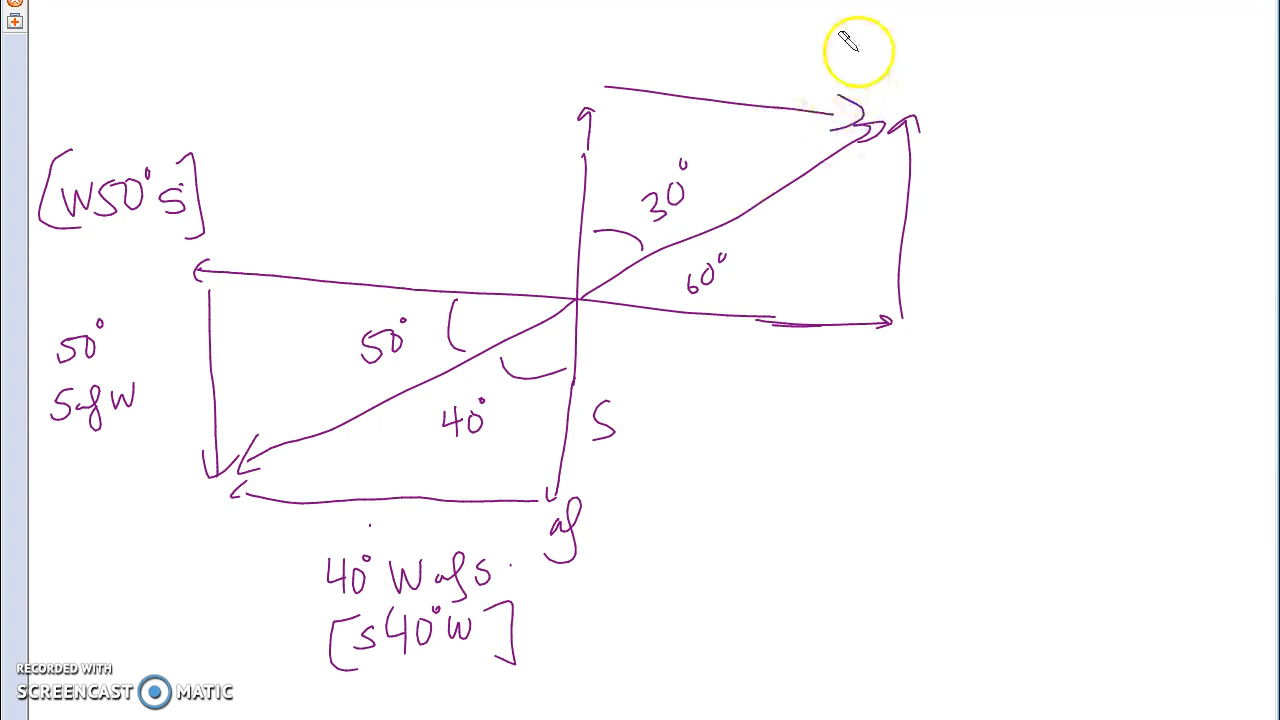 [W50°S]
30°
60°
50°
50°
S of W
40°
S
of
40° W of S
[S40°W]
RECORDED WITH
SCREENCAST MATIC